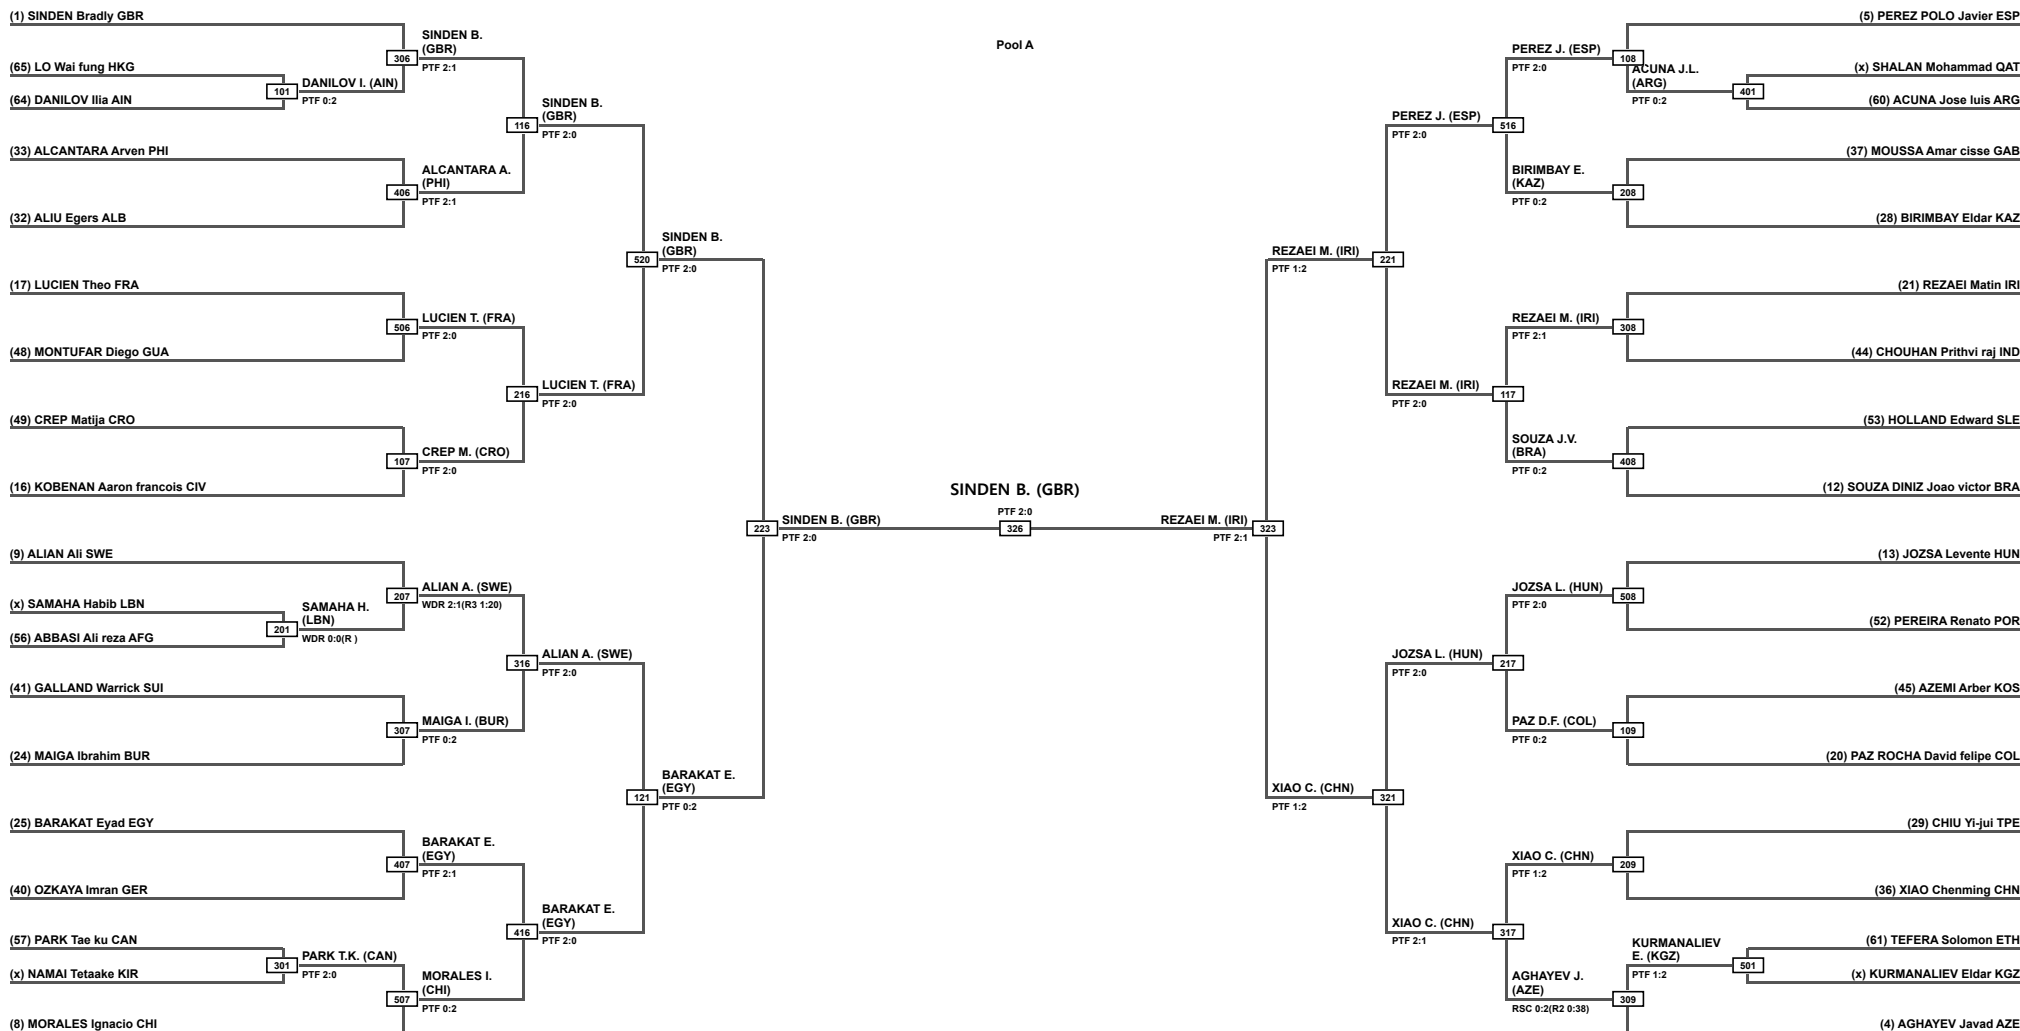 (1) SINDEN Bradly GBR
(65) LO Wai fung HKG
(64) DANILOV Ilia AIN
(33) ALCANTARA Arven PHI
(32) ALIU Egers ALB
(17) LUCIEN Theo FRA
(48) MONTUFAR Diego GUA
(49) CREP Matija CRO
(16) KOBENAN Aaron francois CIV
(9) ALIAN Ali SWE
(x) SAMAHA Habib LBN
(56) ABBASI Ali reza AFG
(41) GALLAND Warrick SUI
(24) MAIGA Ibrahim BUR
(25) BARAKAT Eyad EGY
(40) OZKAYA Imran GER
(57) PARK Tae ku CAN
(x) NAMAI Tetaake KIR
(8) MORALES Ignacio CHI
101
DANILOV I. (AIN)
PTF 0:2
201
SAMAHA H.
(LBN)
WDR 0:0(R )
301
PARK T.K. (CAN)
PTF 2:0
306
SINDEN B.
(GBR)
PTF 2:1
406
ALCANTARA A.
(PHI)
PTF 2:1
506
LUCIEN T. (FRA)
PTF 2:0
107
CREP M. (CRO)
PTF 2:0
207
ALIAN A. (SWE)
WDR 2:1(R3 1:20)
307
MAIGA I. (BUR)
PTF 0:2
407
BARAKAT E.
(EGY)
PTF 2:1
507
MORALES I.
(CHI)
PTF 0:2
116
SINDEN B.
(GBR)
PTF 2:0
216
LUCIEN T. (FRA)
PTF 2:0
316
ALIAN A. (SWE)
PTF 2:0
416
BARAKAT E.
(EGY)
PTF 2:0
520
SINDEN B.
(GBR)
PTF 2:0
121
BARAKAT E.
(EGY)
PTF 0:2
223
SINDEN B. (GBR)
PTF 2:0
Pool A
SINDEN B. (GBR)
PTF 2:0
326
REZAEI M. (IRI)
PTF 2:1
323
REZAEI M. (IRI)
PTF 1:2
221
XIAO C. (CHN)
PTF 1:2
321
PEREZ J. (ESP)
PTF 2:0
516
REZAEI M. (IRI)
PTF 2:0
117
JOZSA L. (HUN)
PTF 2:0
217
XIAO C. (CHN)
PTF 2:1
317
PEREZ J. (ESP)
PTF 2:0
108
BIRIMBAY E.
(KAZ)
PTF 0:2
208
REZAEI M. (IRI)
PTF 2:1
308
SOUZA J.V.
(BRA)
PTF 0:2
408
JOZSA L. (HUN)
PTF 2:0
508
PAZ D.F. (COL)
PTF 0:2
109
XIAO C. (CHN)
PTF 1:2
209
AGHAYEV J.
(AZE)
RSC 0:2(R2 0:38)
309
ACUNA J.L.
(ARG)
PTF 0:2
401
KURMANALIEV
E. (KGZ)
PTF 1:2
501
(5) PEREZ POLO Javier ESP
(x) SHALAN Mohammad QAT
(60) ACUNA Jose luis ARG
(37) MOUSSA Amar cisse GAB
(28) BIRIMBAY Eldar KAZ
(21) REZAEI Matin IRI
(44) CHOUHAN Prithvi raj IND
(53) HOLLAND Edward SLE
(12) SOUZA DINIZ Joao victor BRA
(13) JOZSA Levente HUN
(52) PEREIRA Renato POR
(45) AZEMI Arber KOS
(20) PAZ ROCHA David felipe COL
(29) CHIU Yi-jui TPE
(36) XIAO Chenming CHN
(61) TEFERA Solomon ETH
(x) KURMANALIEV Eldar KGZ
(4) AGHAYEV Javad AZE